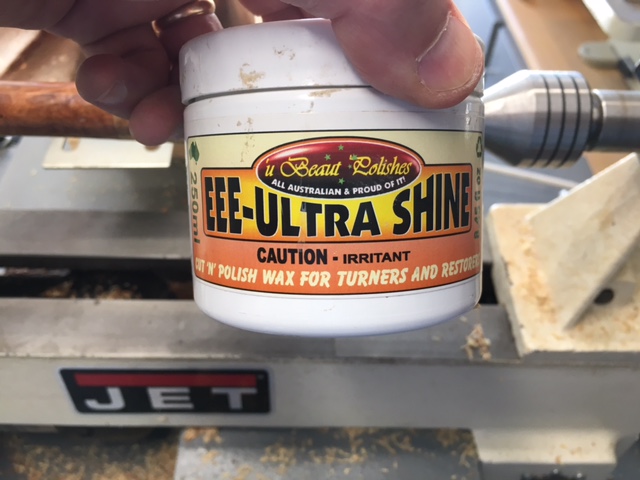 'u Beaut Polishes
ALL AUSTRALIAN & PROUD OF IT!
EEE-ULTRA SHINE
CAUTION - IRRITANT
CUT 'N' POLISH WAX FOR TURNERS AND RESTORERS
250ml
JET